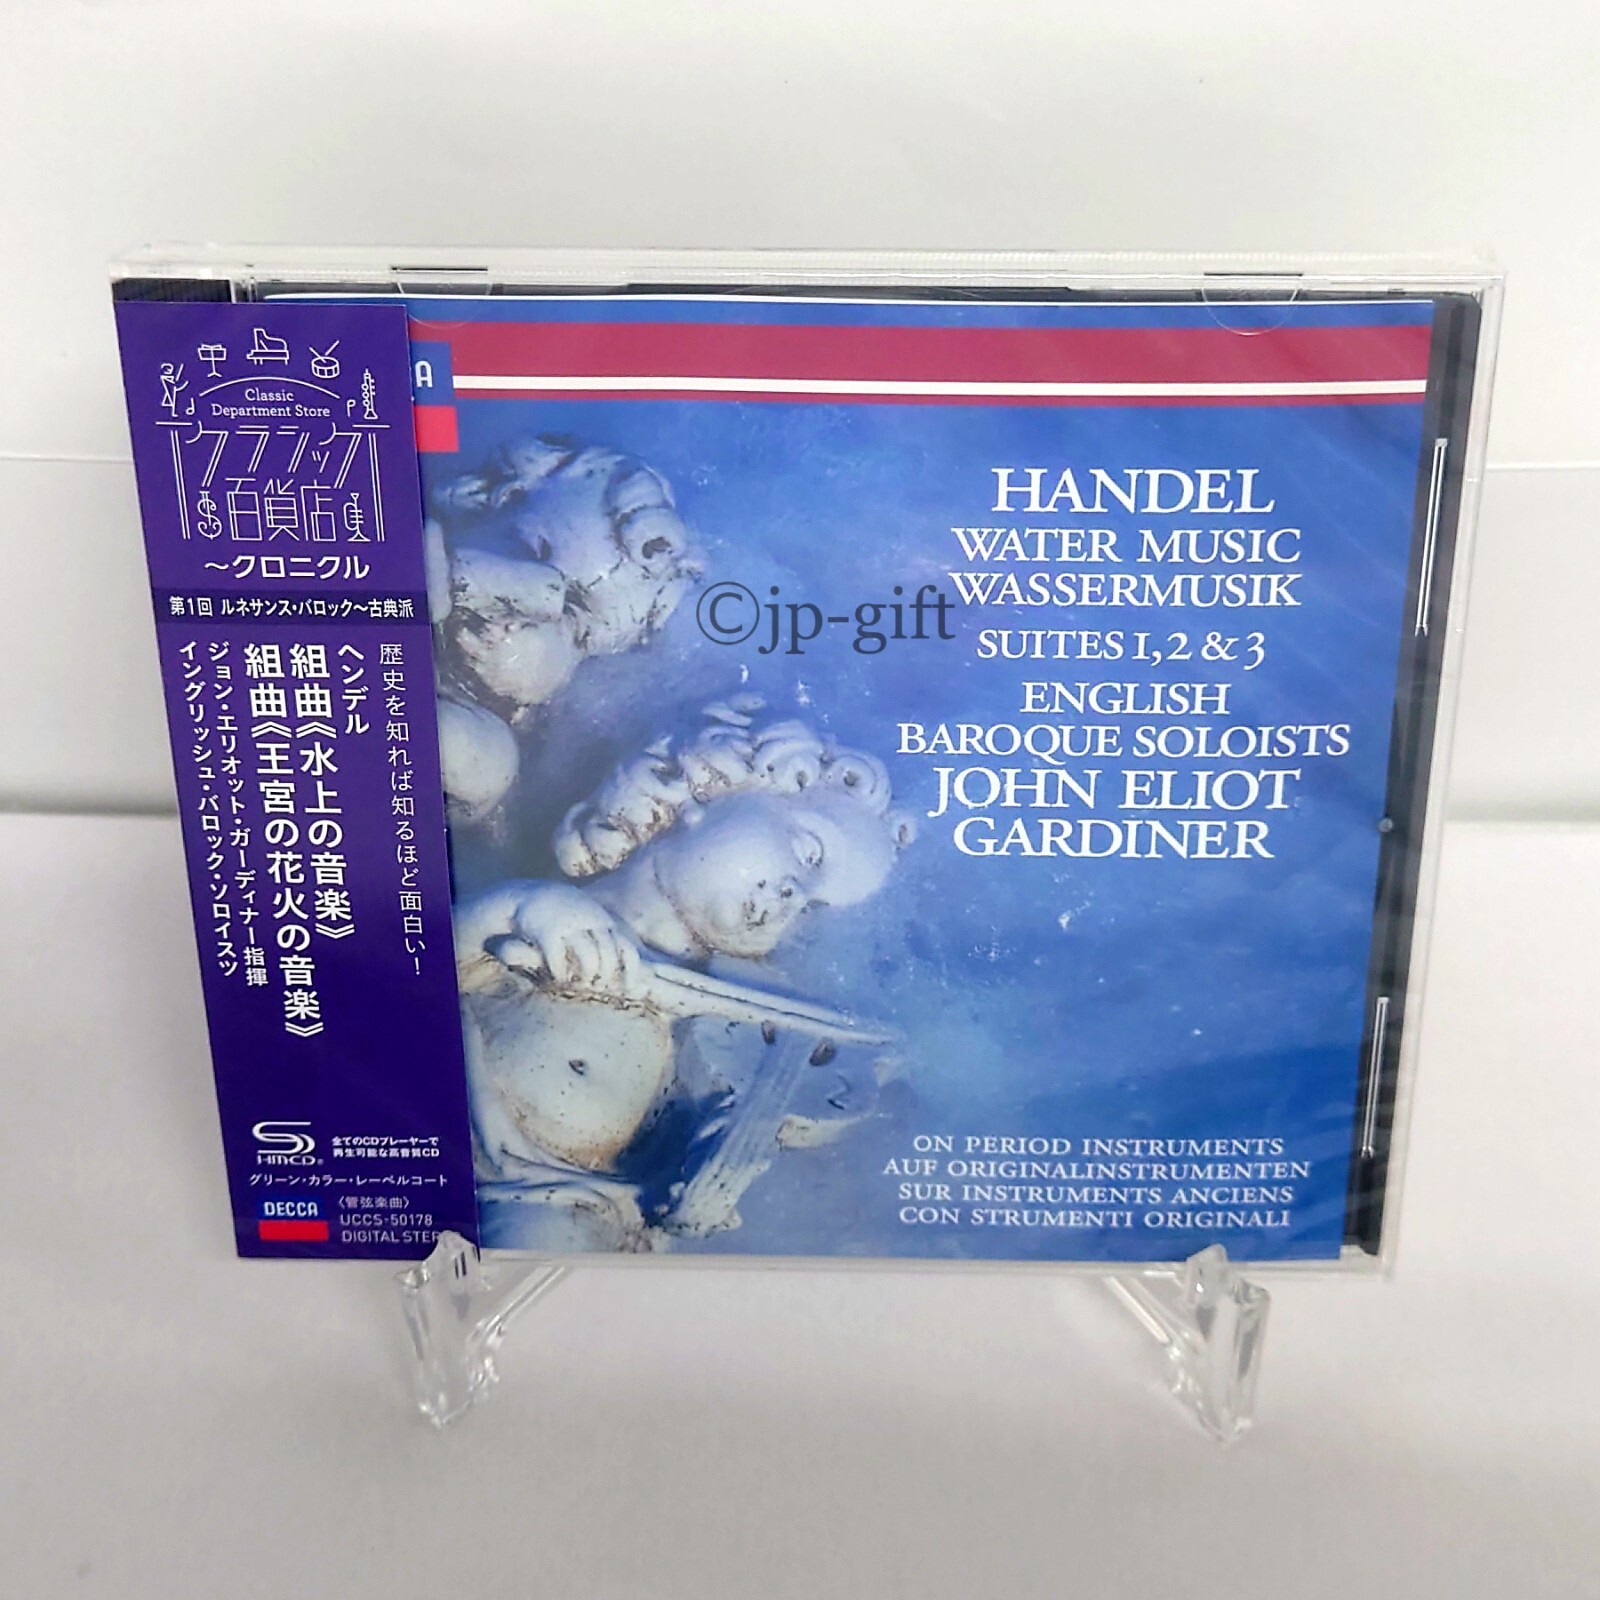 Classic
Department Store
クラシック
百貨店
〜クロニクル
第1回 ルネサンス・バロック〜古典派
歴史を知れば知るほど面白い!
ヘンデル
組曲《水上の音楽》
組曲《王宮の花火の音楽》
ジョン・エリオット・ガーディナー指揮
イングリッシュ・バロック・ソロイスツ
SHM-CD®
全てのCDプレーヤーで
再生可能な高音質CD
グリーン・カラー・レーベルコート
DECCA
〈管弦楽曲〉
UCCS-50178
DIGITAL STER
A
HANDEL
WATER MUSIC
WASSERMUSIK
©jp-gift
SUITES 1, 2 & 3
ENGLISH
BAROQUE SOLOISTS
JOHN ELIOT
GARDINER
ON PERIOD INSTRUMENTS
AUF ORIGINALINSTRUMENTEN
SUR INSTRUMENTS ANCIENS
CON STRUMENTI ORIGINALI